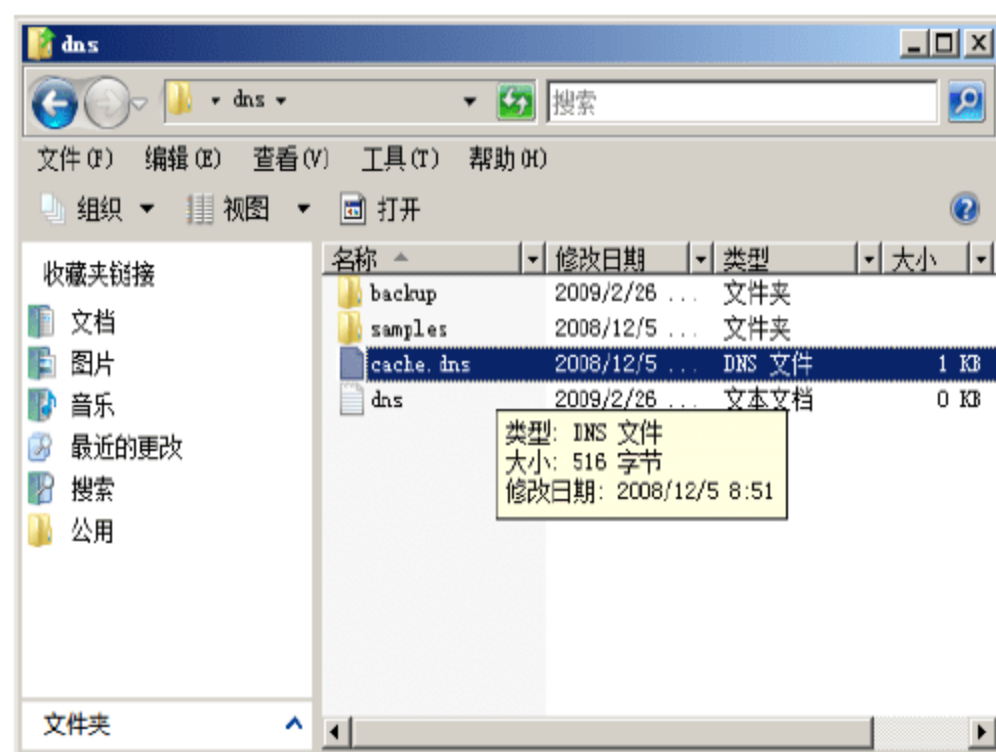 dns
dns
搜索
文件(F) 编辑(E) 查看(V) 工具(T) 帮助(H)
组织 视图 打开
收藏夹链接
文档
图片
音乐
最近的更改
搜索
公用
文件夹
名称 修改日期 类型 大小
backup 2009/2/26 ... 文件夹
samples 2008/12/5 ... 文件夹
cache.dns 2008/12/5 ... DNS 文件 1 KB
dns 2009/2/26 ... 文本文档 0 KB
类型: DNS 文件
大小: 516 字节
修改日期: 2008/12/5 8:51